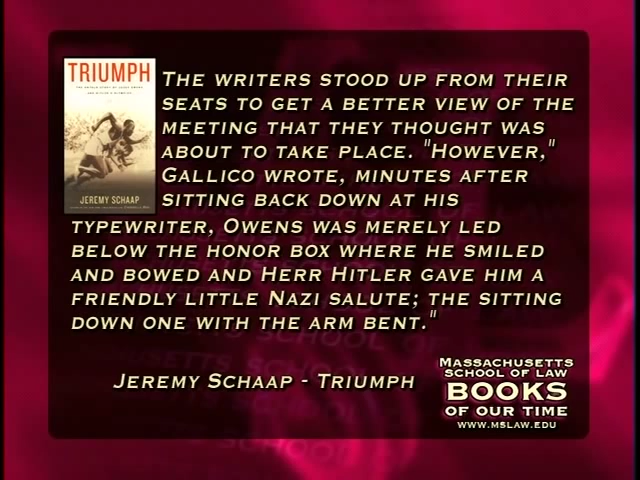 TRIUMPH
JEREMY SCHAAP
THE WRITERS STOOD UP FROM THEIR
SEATS TO GET A BETTER VIEW OF THE
MEETING THAT THEY THOUGHT WAS
ABOUT TO TAKE PLACE. "HOWEVER,"
GALLICO WROTE, MINUTES AFTER
SITTING BACK DOWN AT HIS
TYPEWRITER, OWENS WAS MERELY LED
BELOW THE HONOR BOX WHERE HE SMILED
AND BOWED AND HERR HITLER GAVE HIM A
FRIENDLY LITTLE NAZI SALUTE; THE SITTING
DOWN ONE WITH THE ARM BENT."
JEREMY SCHAAP - TRIUMPH
MASSACHUSETTS
SCHOOL OF LAW
BOOKS
OF OUR TIME
WWW.MSLAW.EDU